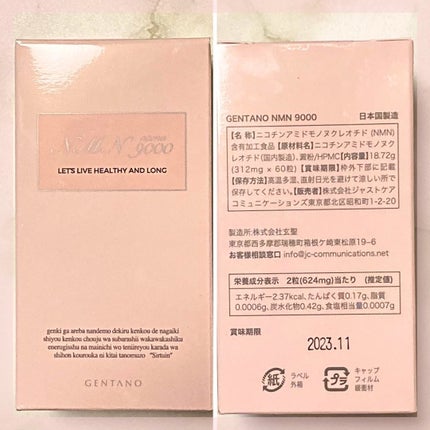 NMN 9000
LET'S LIVE HEALTHY AND LONG
genki ga areba nandemo dekiru kenkou de nagaiki
shiyou kenkou chouju wa subarashii wakawakashiika
energisshu na mainichi wo teniireyou karada wa
shihon kourouka ni kitai tanoruzo "Sirtuin"
GENTANO
GENTANO NMN 9000 日本国製造
【名 称】ニコチンアミドモノヌクレオチド (NMN)
含有加工食品【原材料名】ニコチンアミドモノヌク
レオチド(国内製造)、澱粉/HPMC【内容量】18.72g
(312mg × 60粒)【賞味期限】枠外下部に記載
【保存方法】高温多湿、直射日光を避けて涼しい所で
保存してください。【販売者】株式会社ジャストケア
コミュニケーションズ東京都北区昭和町1-2-20
製造所:株式会社玄聖
東京都西多摩郡瑞穂町箱根ケ崎東松原19-6
お客様相談窓口 info@jc-communications.net
栄養成分表示 2粒(624mg)当たり (推定値)
エネルギー2.37kcal、たんぱく質0.17g、脂質
0.0006g、炭水化物0.42g、食塩相当量0.0007g
賞味期限
2023.11
紙 ラベル
外箱
プラ キャップ
フィルム
緩衝材